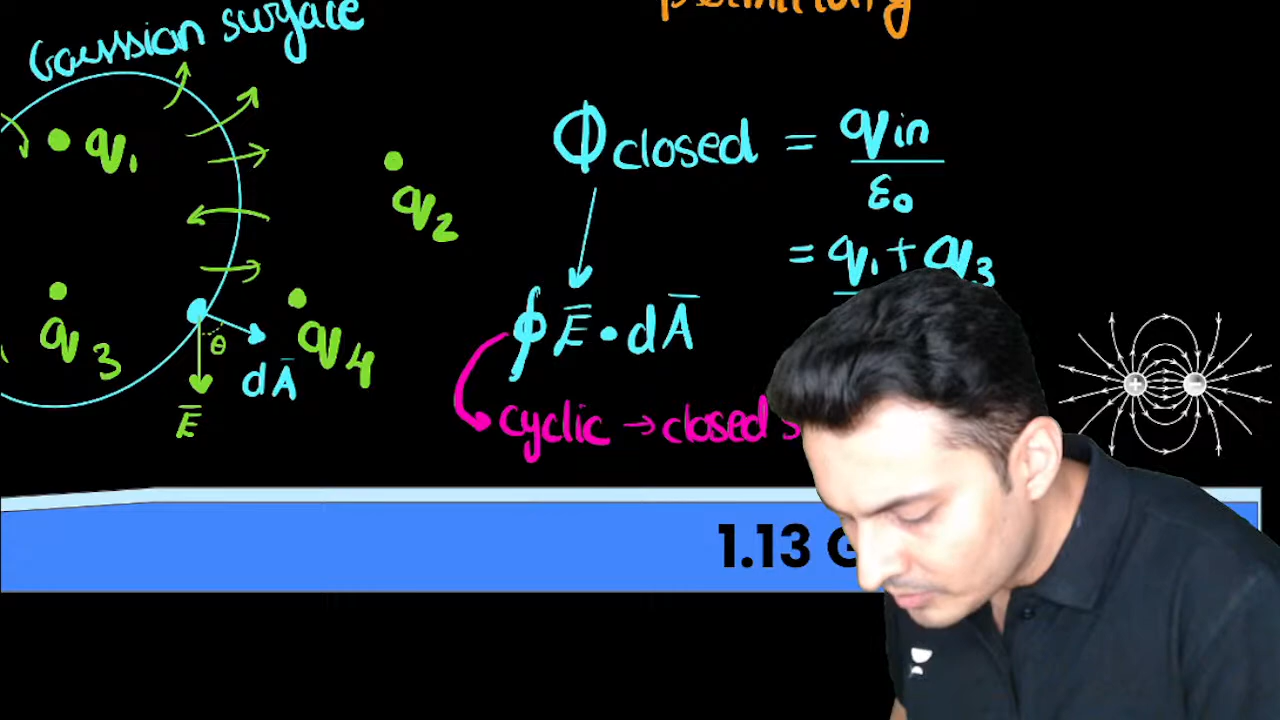 Gaussian surface
q1
q2
q3
q4
θ
dA̅
E̅
Φclosed = qin / ε0
= q1 + q3
∮ E̅ • dA̅
cyclic → closed
+ −
1.13